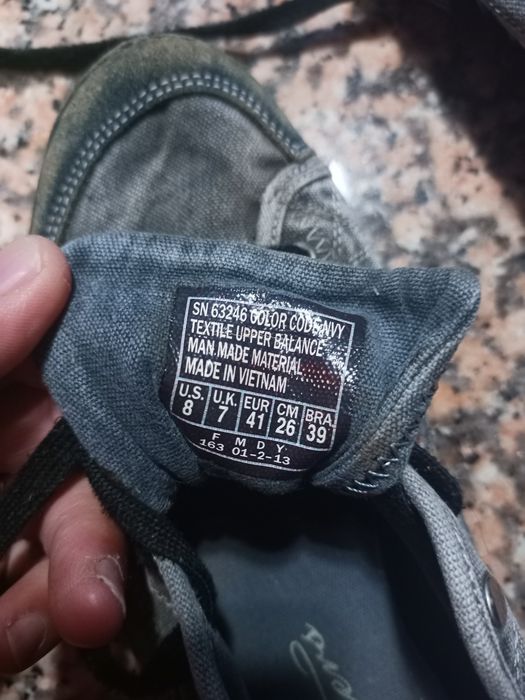 SN 63246 COLOR CODE NVY
TEXTILE UPPER BALANCE
MAN MADE MATERIAL
MADE IN VIETNAM
U.S. U.K. EUR CM BRA.
8 7 41 26 39
F M D Y
163 01-2-13